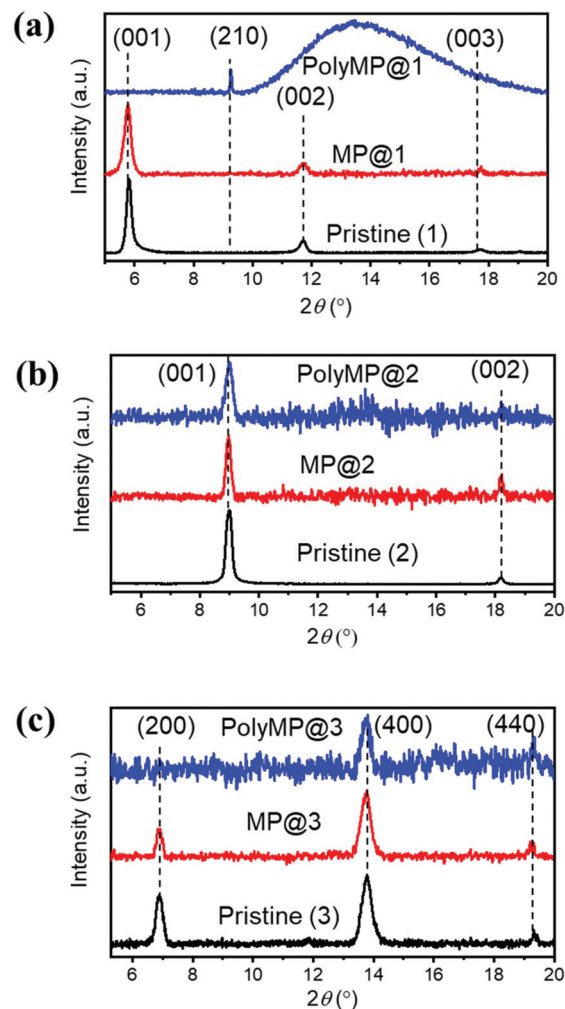 (a)
(001)
(210)
(003)
PolyMP@1
(002)
MP@1
Pristine (1)
Intensity (a.u.)
6 8 10 12 14 16 18 20
2θ (°)
(b)
(001)
PolyMP@2
(002)
MP@2
Pristine (2)
Intensity (a.u.)
6 8 10 12 14 16 18 20
2θ (°)
(c)
(200)
PolyMP@3
(400)
(440)
MP@3
Pristine (3)
Intensity (a.u.)
6 8 10 12 14 16 18 20
2θ (°)